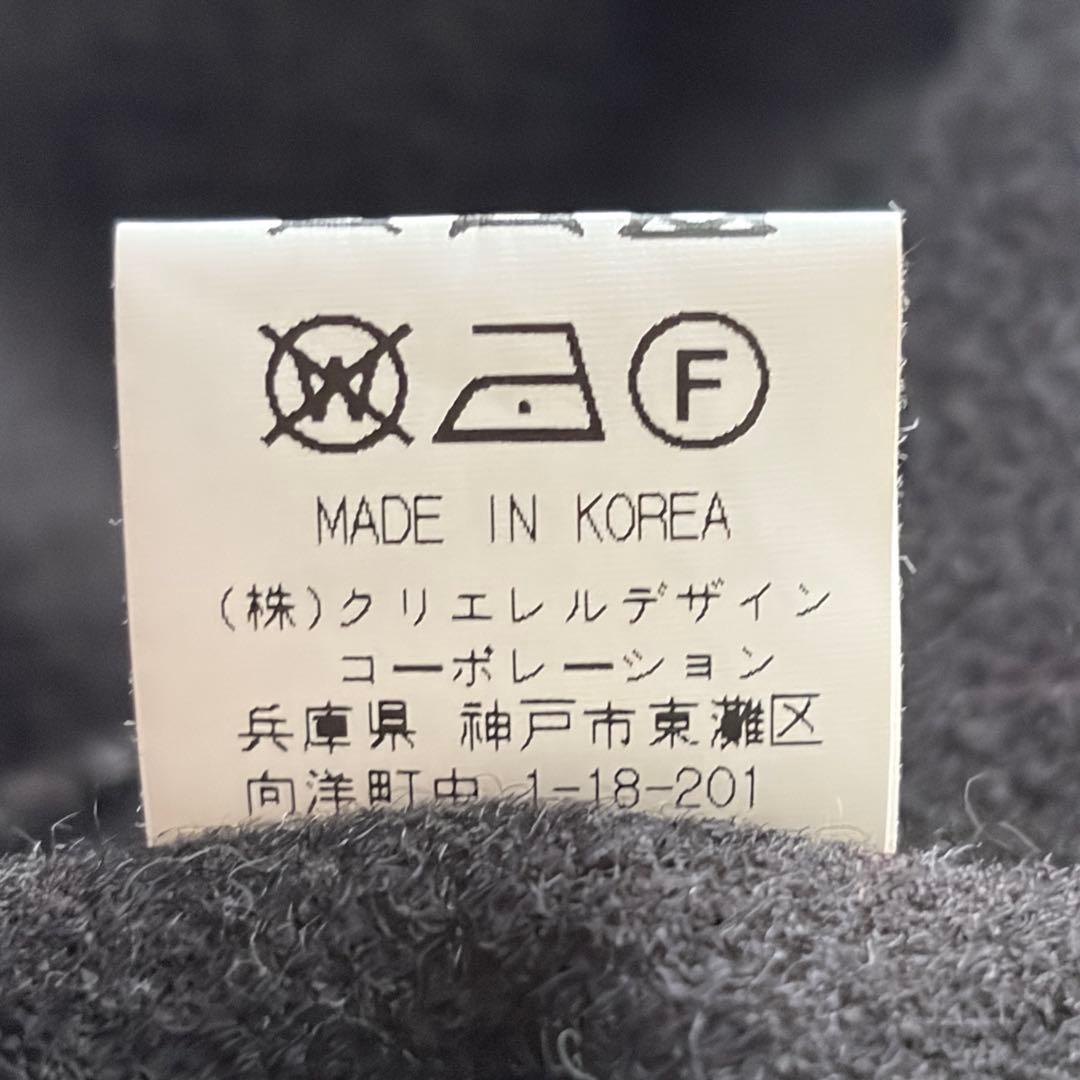 W F
MADE IN KOREA
(株)クリエレルデザイン
コーポレーション
兵庫県 神戸市東灘区
向洋町中 1-18-201